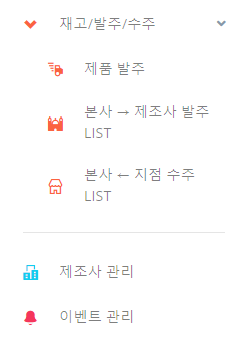 재고/발주/수주
제품 발주
본사 → 제조사 발주
LIST
본사 ← 지점 수주
LIST
제조사 관리
이벤트 관리